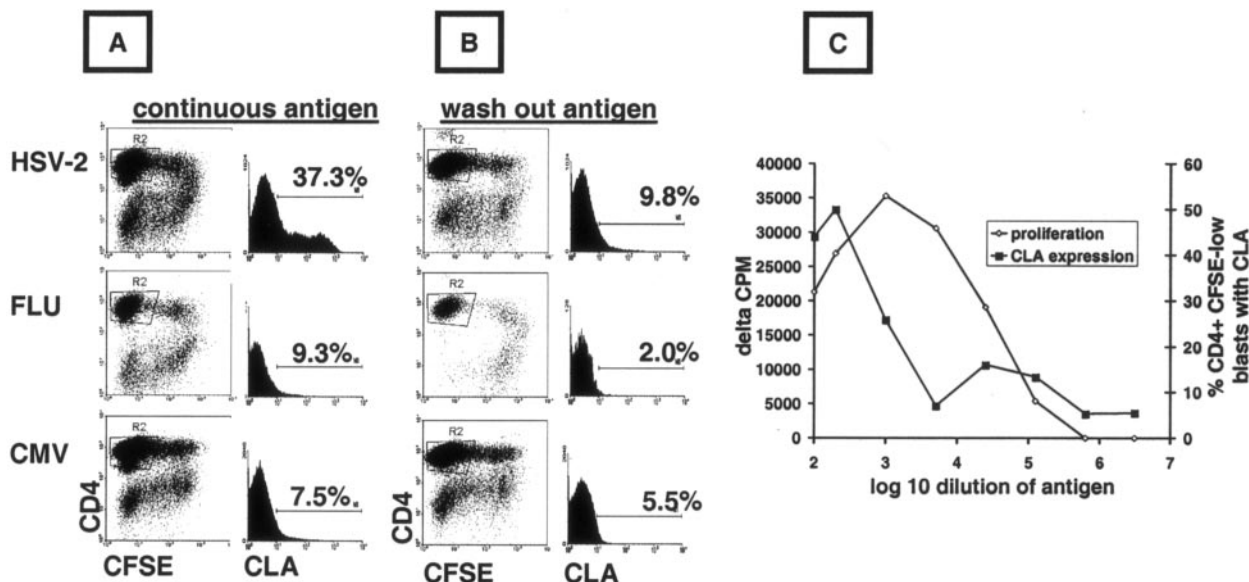 A
B
C
continuous antigen
wash out antigen
HSV-2
R2
37.3%
R2
9.8%
FLU
R2
9.3%
R2
2.0%
CMV
R2
7.5%
R2
5.5%
CD4
CFSE
CLA
CD4
CFSE
CLA
40000
35000
30000
25000
20000
15000
10000
5000
0
delta CPM
60
50
40
30
20
10
0
% CD4+ CFSE-low
blasts with CLA
proliferation
CLA expression
2 3 4 5 6 7
log 10 dilution of antigen